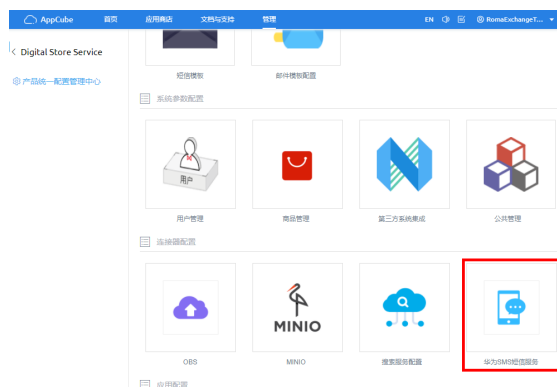 AppCube 首页 应用商店 文档与支持 管理 EN RomaExchangeT...
Digital Store Service
产品统一配置管理中心
短信模板 邮件模板配置
系统参数配置
用户
用户管理 商品管理 第三方系统集成 公共管理
连接器配置
MINIO
OBS MINIO 搜索服务配置 华为SMS短信服务
应用配置